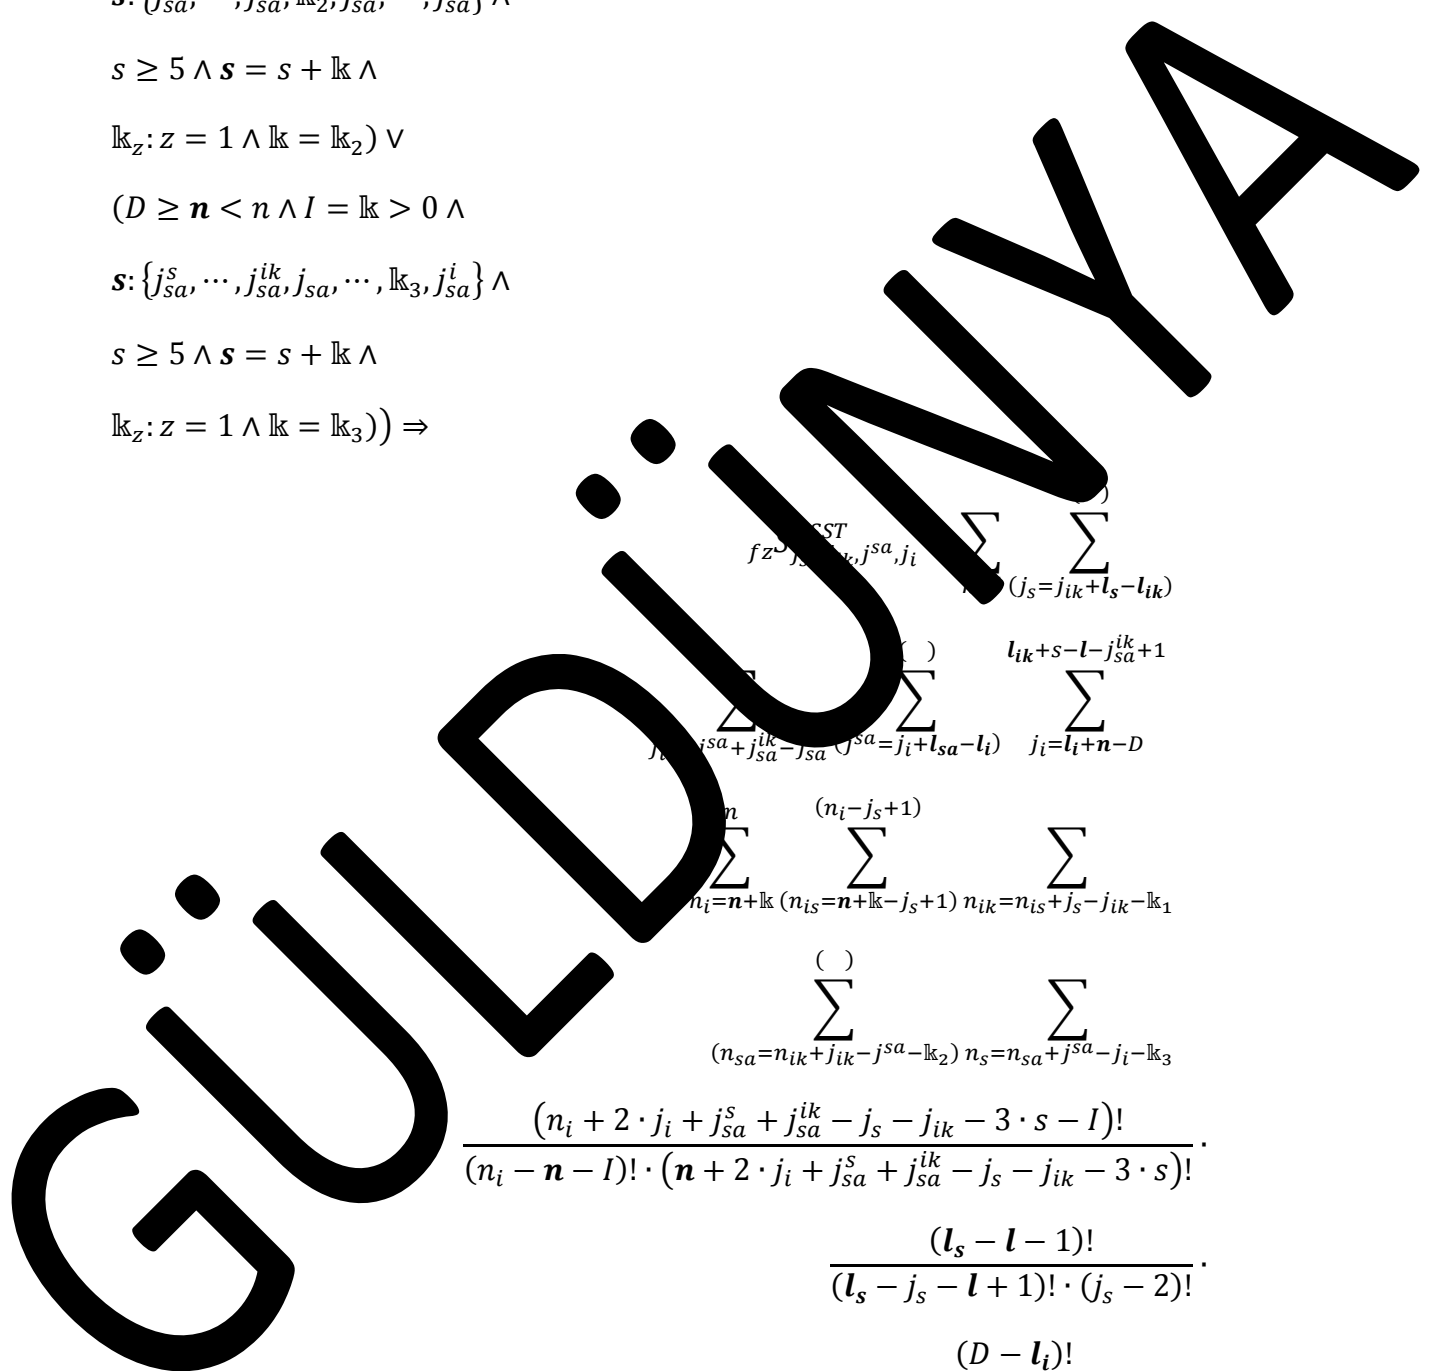 s ≥ 5 ∧ s = s + 𝕜 ∧
𝕜_z: z = 1 ∧ 𝕜 = 𝕜_2) ∨
(D ≥ n < n ∧ I = 𝕜 > 0 ∧
s: {j_sa^s, ⋯, j_sa^ik, j_sa, ⋯, 𝕜_3, j_sa^i} ∧
s ≥ 5 ∧ s = s + 𝕜 ∧
𝕜_z: z = 1 ∧ 𝕜 = 𝕜_3)) ⇒
∑ ∑_(j_s=j_ik+l_s−l_ik)^( )
∑ ∑_(j^sa=j_i+l_sa−l_i)^( ) ∑_{j_i=l_i+n−D}^{l_ik+s−l−j_sa^ik+1}
∑_{n_i=n+𝕜}^{n} ∑_{(n_is=n+𝕜−j_s+1)}^{(n_i−j_s+1)} ∑_{n_ik=n_is+j_s−j_ik−𝕜_1}
∑_{(n_sa=n_ik+j_ik−j^sa−𝕜_2)}^{( )} ∑_{n_s=n_sa+j^sa−j_i−𝕜_3}
(n_i + 2 · j_i + j_sa^s + j_sa^ik − j_s − j_ik − 3 · s − I)!
(n_i − n − I)! · (n + 2 · j_i + j_sa^s + j_sa^ik − j_s − j_ik − 3 · s)! ·
(l_s − l − 1)!
(l_s − j_s − l + 1)! · (j_s − 2)! ·
(D − l_i)!
GÜLDÜNYA